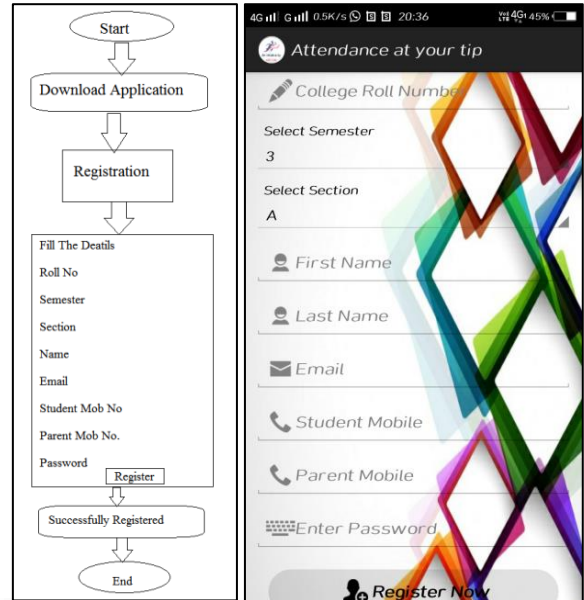 Start
Download Application
Registration
Fill The Deatils
Roll No
Semester
Section
Name
Email
Student Mob No
Parent Mob No.
Password
Register
Successfully Registered
End
4G G 0.5K/s 20:36 VoLTE 4G 45%
Attendance at your tip
College Roll Number
Select Semester
3
Select Section
A
First Name
Last Name
Email
Student Mobile
Parent Mobile
Enter Password
Register Now